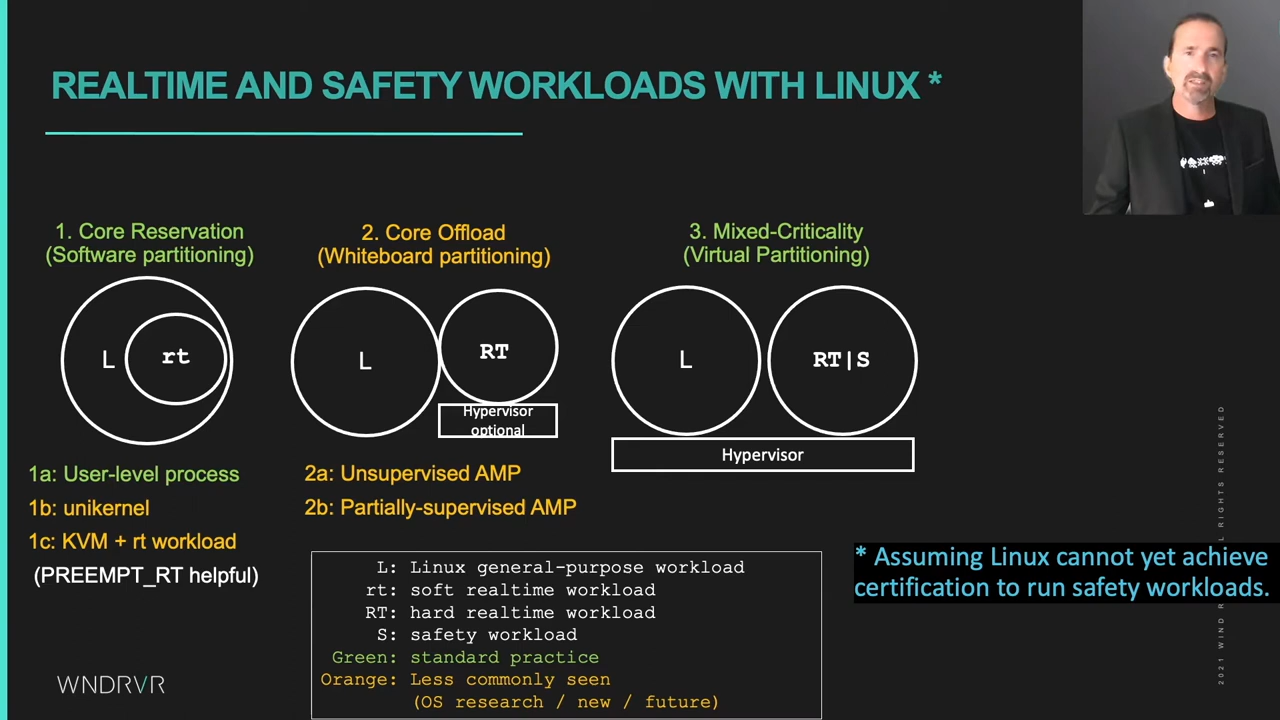 REALTIME AND SAFETY WORKLOADS WITH LINUX *
1. Core Reservation
(Software partitioning)
L
rt
1a: User-level process
1b: unikernel
1c: KVM + rt workload
(PREEMPT_RT helpful)
2. Core Offload
(Whiteboard partitioning)
L
RT
Hypervisor
optional
2a: Unsupervised AMP
2b: Partially-supervised AMP
3. Mixed-Criticality
(Virtual Partitioning)
L
RT|S
Hypervisor
L: Linux general-purpose workload
rt: soft realtime workload
RT: hard realtime workload
S: safety workload
Green: standard practice
Orange: Less commonly seen
(OS research / new / future)
* Assuming Linux cannot yet achieve
certification to run safety workloads.
WNDRVR
2021 WIND R L RIGHTS RESERVED